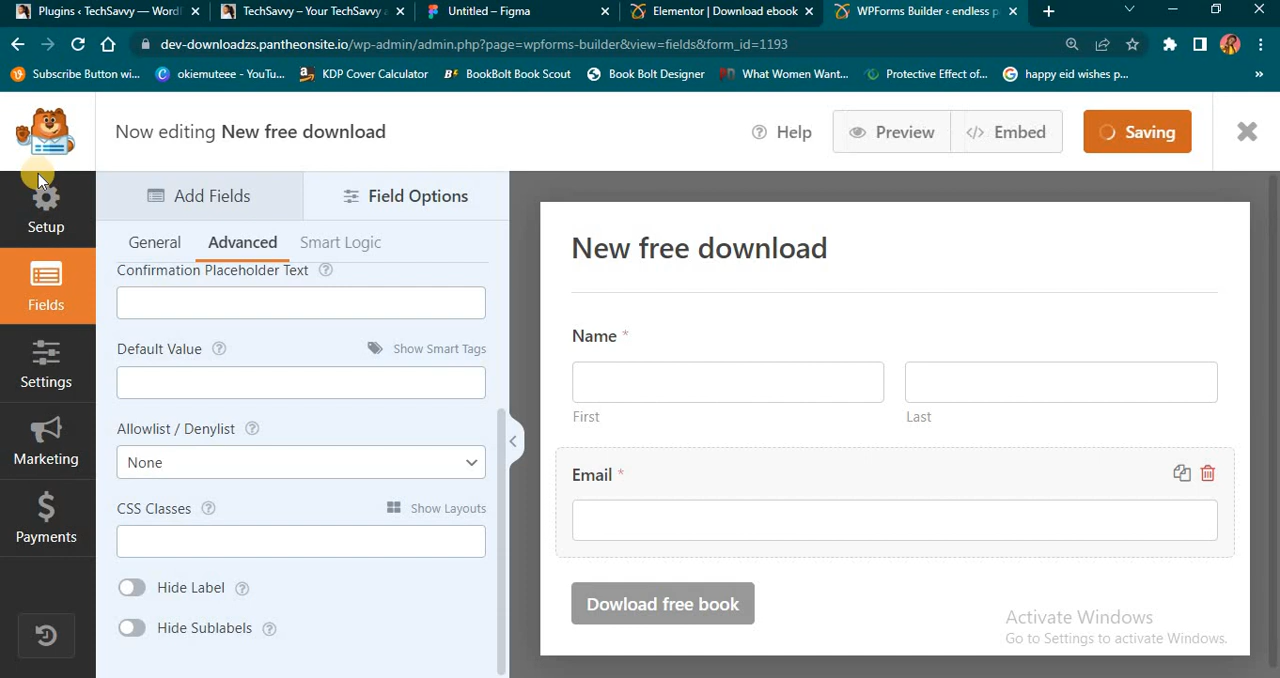 Plugins ‹ TechSavvy — Word
TechSavvy – Your TechSavvy
Untitled – Figma
Elementor | Download ebook
WPForms Builder ‹ endless p
dev-downloadzs.pantheonsite.io/wp-admin/admin.php?page=wpforms-builder&view=fields&form_id=1193
Subscribe Button wi...
okiemuteee - YouTu...
KDP Cover Calculator
BookBolt Book Scout
Book Bolt Designer
What Women Want...
Protective Effect of...
happy eid wishes p...
Now editing New free download
Help
Preview
Embed
Saving
Setup
Fields
Settings
Marketing
Payments
Add Fields
Field Options
General
Advanced
Smart Logic
Confirmation Placeholder Text
Default Value
Show Smart Tags
Allowlist / Denylist
None
CSS Classes
Show Layouts
Hide Label
Hide Sublabels
New free download
Name *
First
Last
Email *
Dowload free book
Activate Windows
Go to Settings to activate Windows.